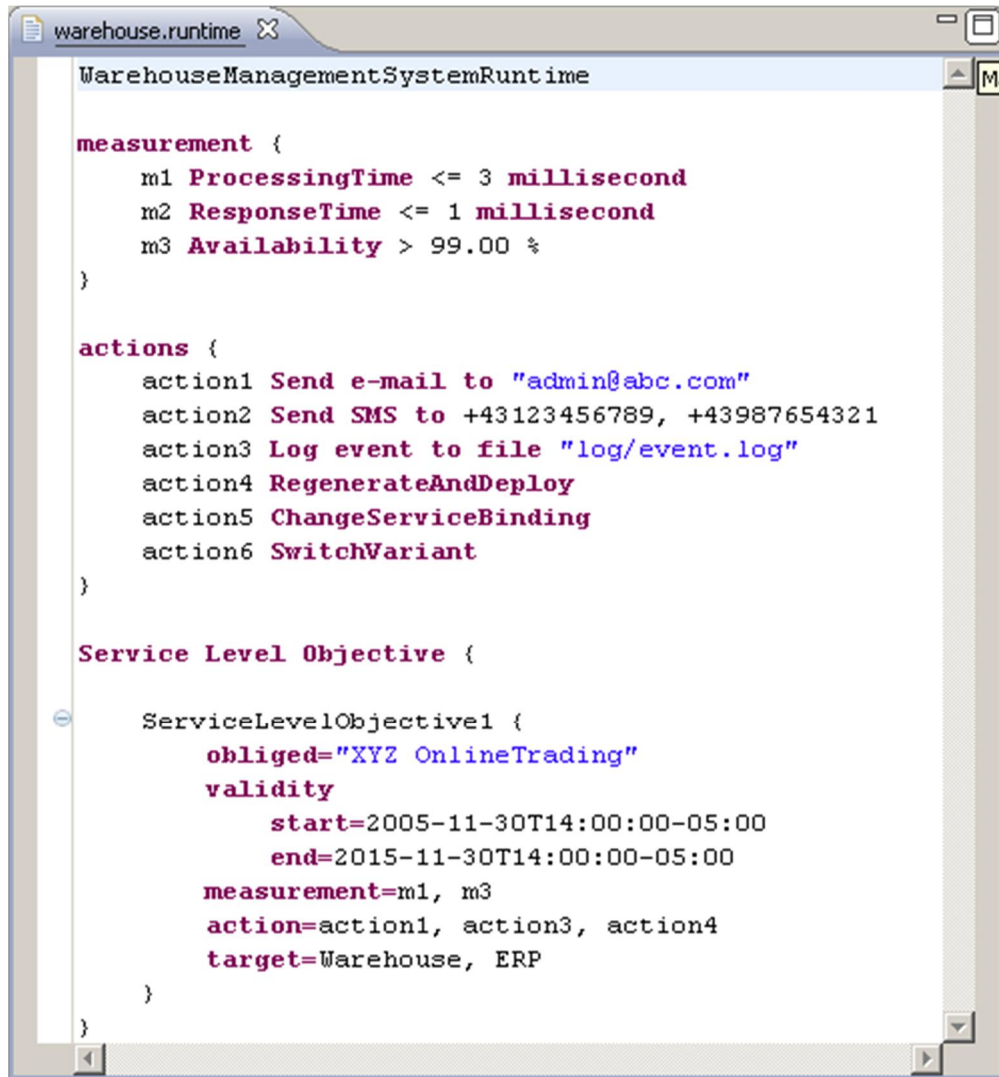 warehouse.runtime
WarehouseManagementSystemRuntime
measurement {
m1 ProcessingTime <= 3 millisecond
m2 ResponseTime <= 1 millisecond
m3 Availability > 99.00 %
}
actions {
action1 Send e-mail to "admin@abc.com"
action2 Send SMS to +43123456789, +43987654321
action3 Log event to file "log/event.log"
action4 RegenerateAndDeploy
action5 ChangeServiceBinding
action6 SwitchVariant
}
Service Level Objective {
ServiceLevelObjective1 {
obliged="XYZ OnlineTrading"
validity
start=2005-11-30T14:00:00-05:00
end=2015-11-30T14:00:00-05:00
measurement=m1, m3
action=action1, action3, action4
target=Warehouse, ERP
}
}